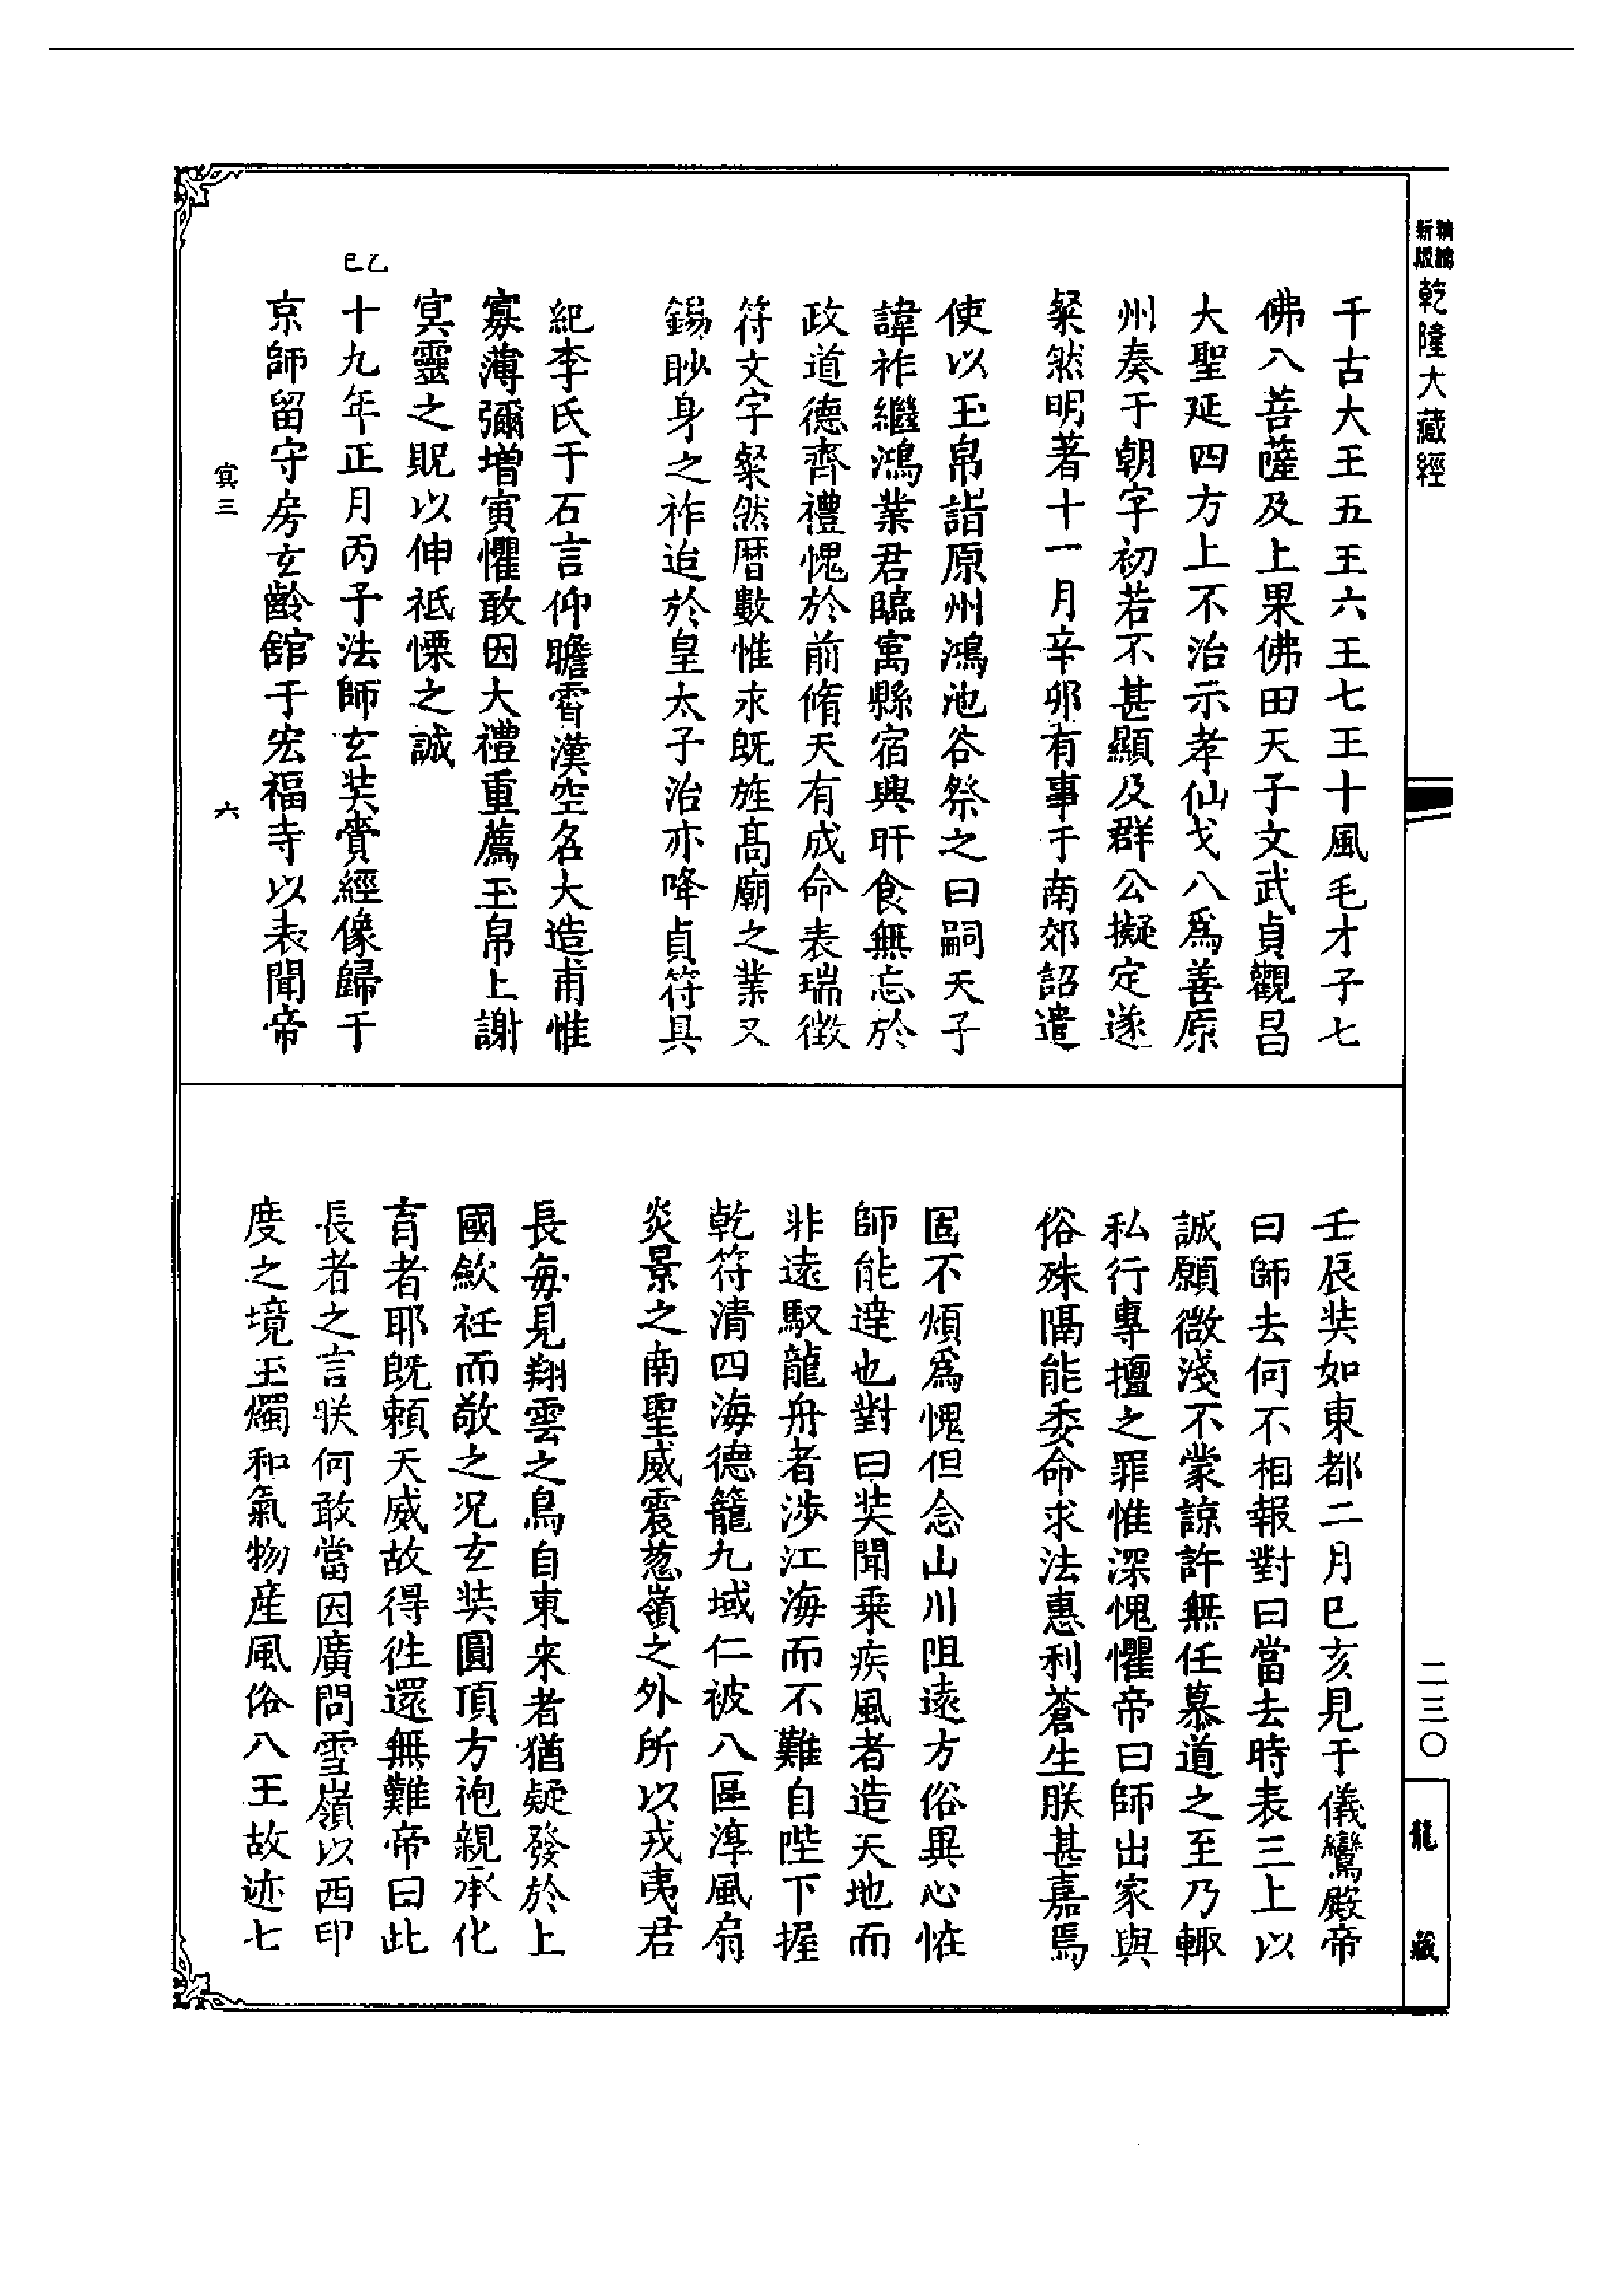 精編
新版
乾隆大藏經
千古大王五王六王七王十風毛才子七
佛八菩薩及上果佛田天子文武貞觀昌
大聖延四方上不治示孝仙戈八爲善原
州奏于朝字初若不甚顯及群公擬定遂
粲然明著十一月辛卯有事于南郊詔遣
使以玉帛詣原州鴻池谷祭之曰嗣天子
諱祚繼鴻業君臨寓縣宿興旰食無忘於
政道德齊禮愧於前脩天有成命表瑞徵
符文字粲然曆數惟永既旌高廟之業又
錫眇身之祚迨於皇太子治亦降貞符具
紀李氏于石言仰瞻霄漢空名大造甫惟
寡薄彌增寅懼敢因大禮重薦玉帛上謝
冥靈之貺以伸祗慄之誠
乙巳
十九年正月丙子法師玄奘賷經像歸于
京師留守房玄齡舘于宏福寺以表聞帝
冥三
六
壬辰奘如東都二月巳亥見于儀鸞殿帝
曰師去何不相報對曰當去時表三上以
誠願微淺不蒙諒許無任慕道之至乃輙
私行專擅之罪惟深愧懼帝曰師出家與
俗殊隔能委命求法惠利蒼生朕甚嘉焉
固不煩爲愧但念山川阻遠方俗異心恠
師能達也對曰奘聞乗疾風者造天地而
非遠馭龍舟者渉江海而不難自陛下握
乾符清四海德籠九域仁被八區淳風扇
炎景之南聖威震葱嶺之外所以戎夷君
長每見翔雲之鳥自東来者猶疑發於上
國歛衽而敬之况玄奘圓頂方袍親承化
育者耶既頼天威故得徃還無難帝曰此
長者之言朕何敢當因廣問雪嶺以西印
度之境玉燭和氣物産風俗八王故迹七
二三〇
龍藏